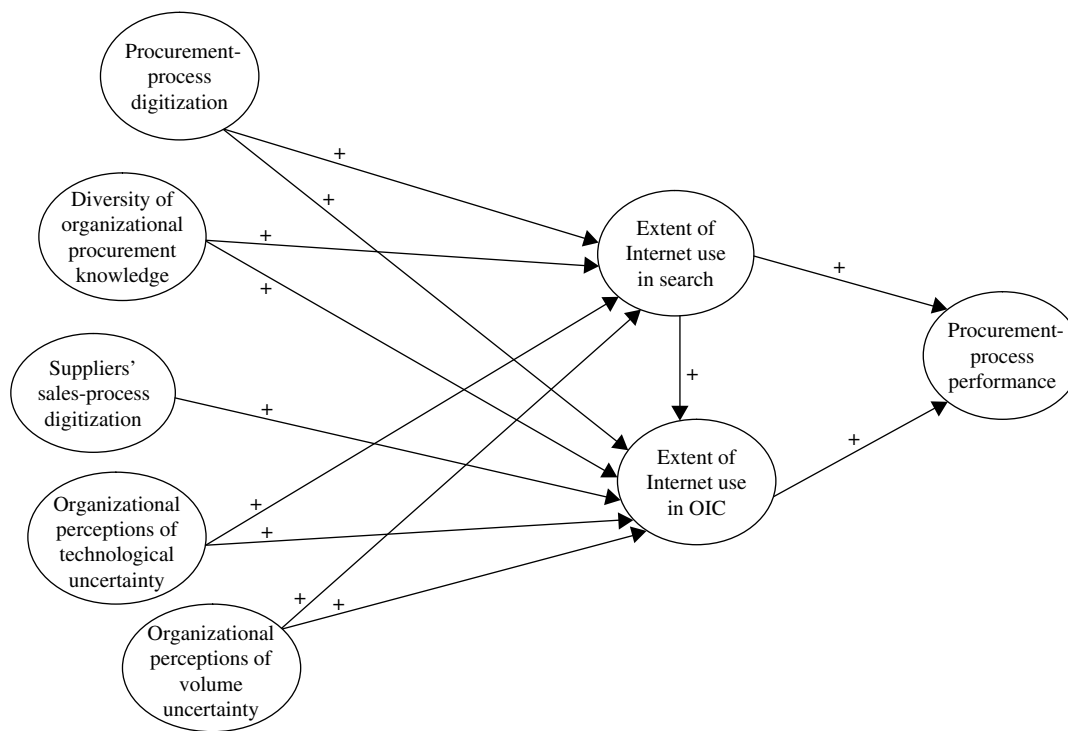 Procurement-
process
digitization
+
+
Diversity of
organizational
procurement
knowledge
+
+
Extent of
Internet use
in search
+
Procurement-
process
performance
Suppliers’
sales-process
digitization
+
+
Extent of
Internet use
in OIC
+
Organizational
perceptions of
technological
uncertainty
+
+
Organizational
perceptions of
volume
uncertainty
+
+